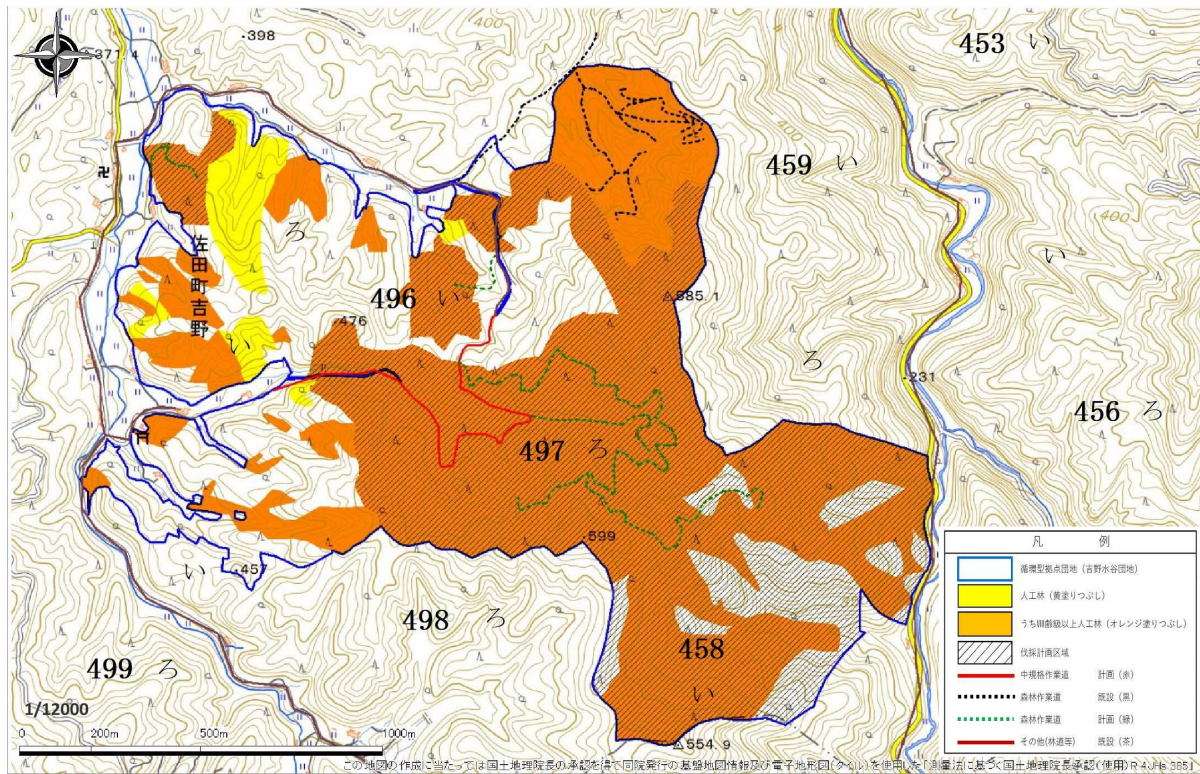 400
398
371.4
453 い
459 い
400
400
い
ろ
佐田町吉野
496 い
い
476
585.1
ろ
231
456 ろ
497 ろ
599
457
い
498 ろ
499 ろ
458
い
554.9
1/12000
0 200m 500m 1000m
凡 例
循環型拠点団地 (吉野水谷団地)
人工林 (黄塗りつぶし)
うちⅧ齢級以上人工林 (オレンジ塗りつぶし)
伐採計画区域
中規格作業道 計画 (赤)
森林作業道 既設 (黒)
森林作業道 計画 (緑)
その他(林道等) 既設 (茶)
この地図の作成に当たっては国土地理院長の承認を得て同院発行の基盤地図情報及び電子地形図(タイル)を使用した「測量法に基づく国土地理院長承認(使用)R 4JHs 385」